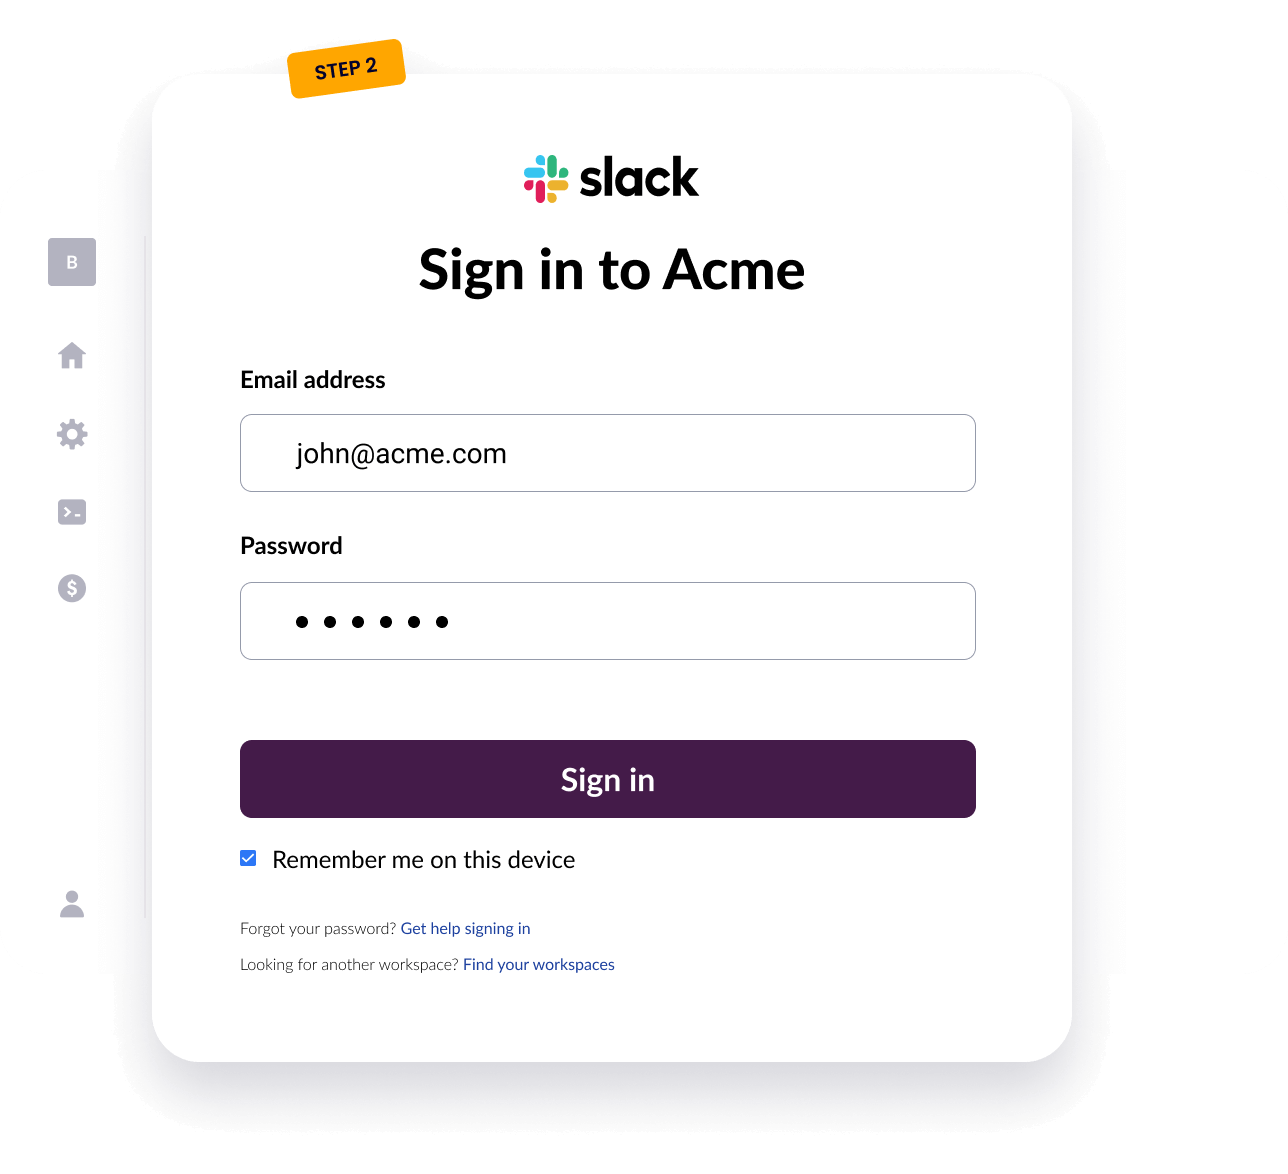 STEP 2
slack
Sign in to Acme
B
Email address
john@acme.com
Password
Sign in
Remember me on this device
Forgot your password? Get help signing in
Looking for another workspace? Find your workspaces